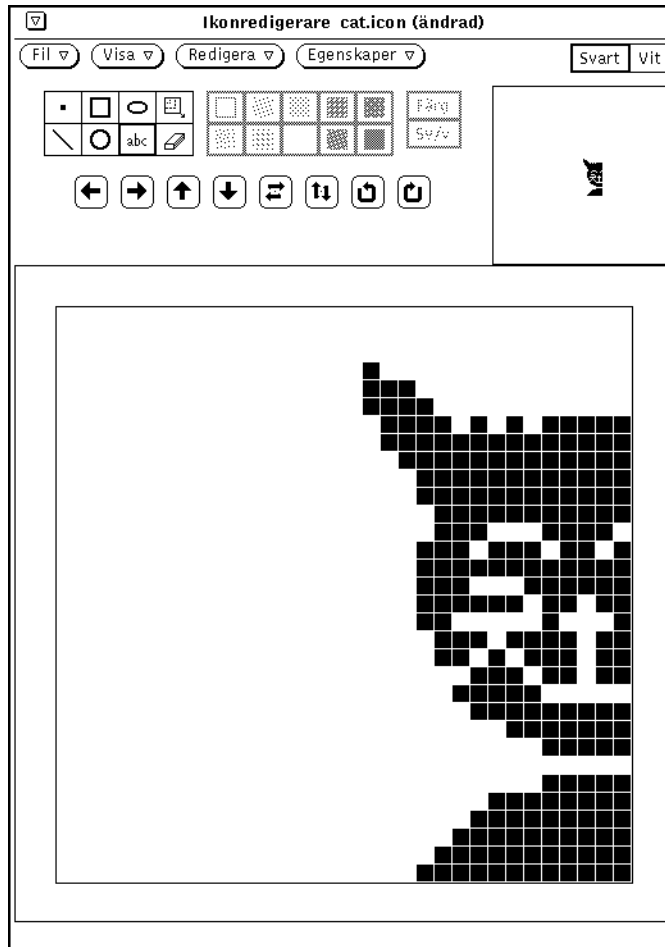 Ikonredigerare cat.icon (ändrad)
Fil Visa Redigera Egenskaper
Svart Vit
Färg
abc Sv/v